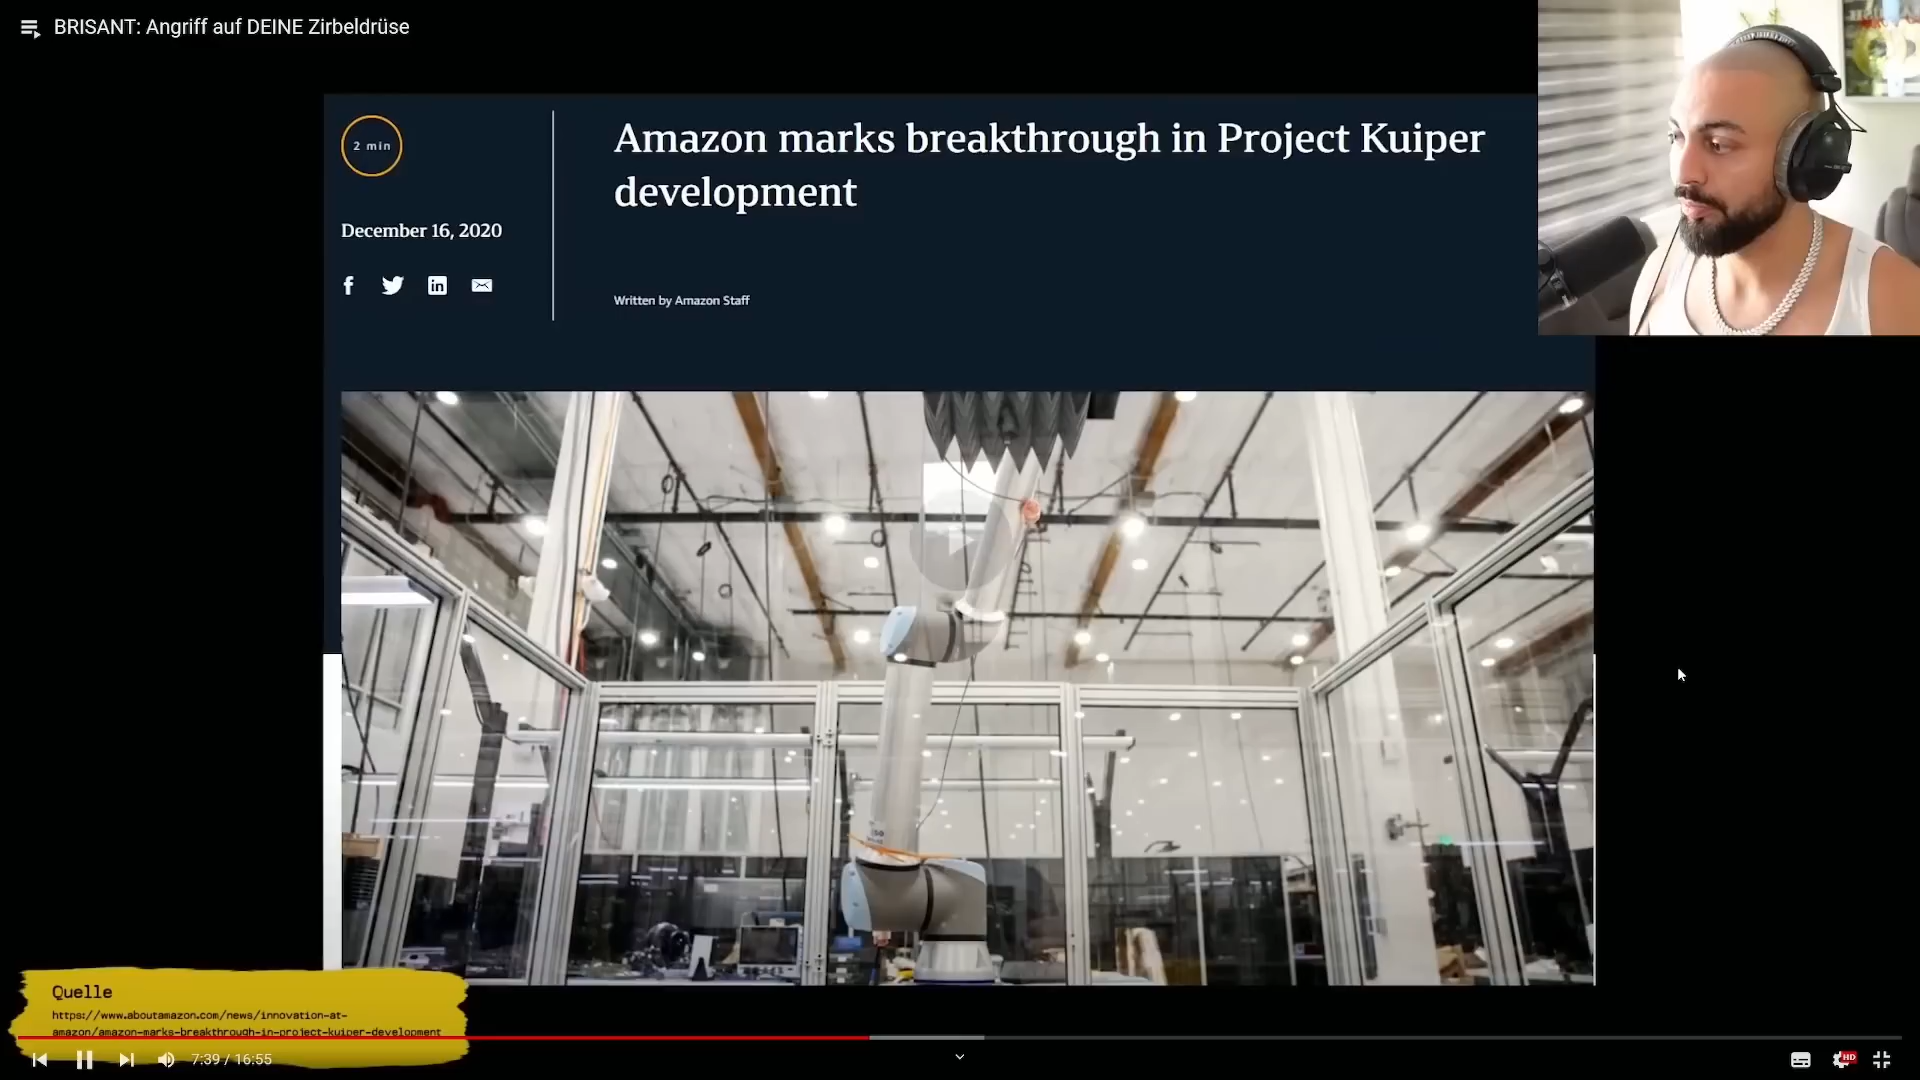 BRISANT: Angriff auf DEINE Zirbeldrüse
2 min
December 16, 2020
Amazon marks breakthrough in Project Kuiper
development
Written by Amazon Staff
Quelle
https://www.aboutamazon.com/news/innovation-at-
amazon/amazon-marks-breakthrough-in-project-kuiper-development
7:39 / 16:55
HD